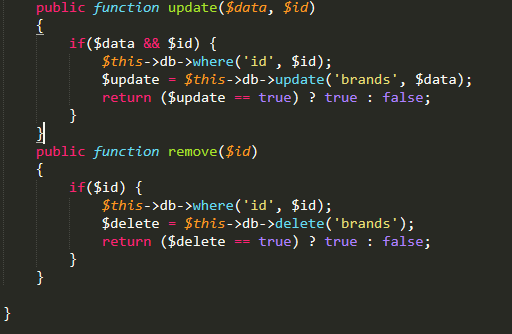 public function update($data, $id)
{
if($data && $id) {
$this->db->where('id', $id);
$update = $this->db->update('brands', $data);
return ($update == true) ? true : false;
}
}
public function remove($id)
{
if($id) {
$this->db->where('id', $id);
$delete = $this->db->delete('brands');
return ($delete == true) ? true : false;
}
}
}